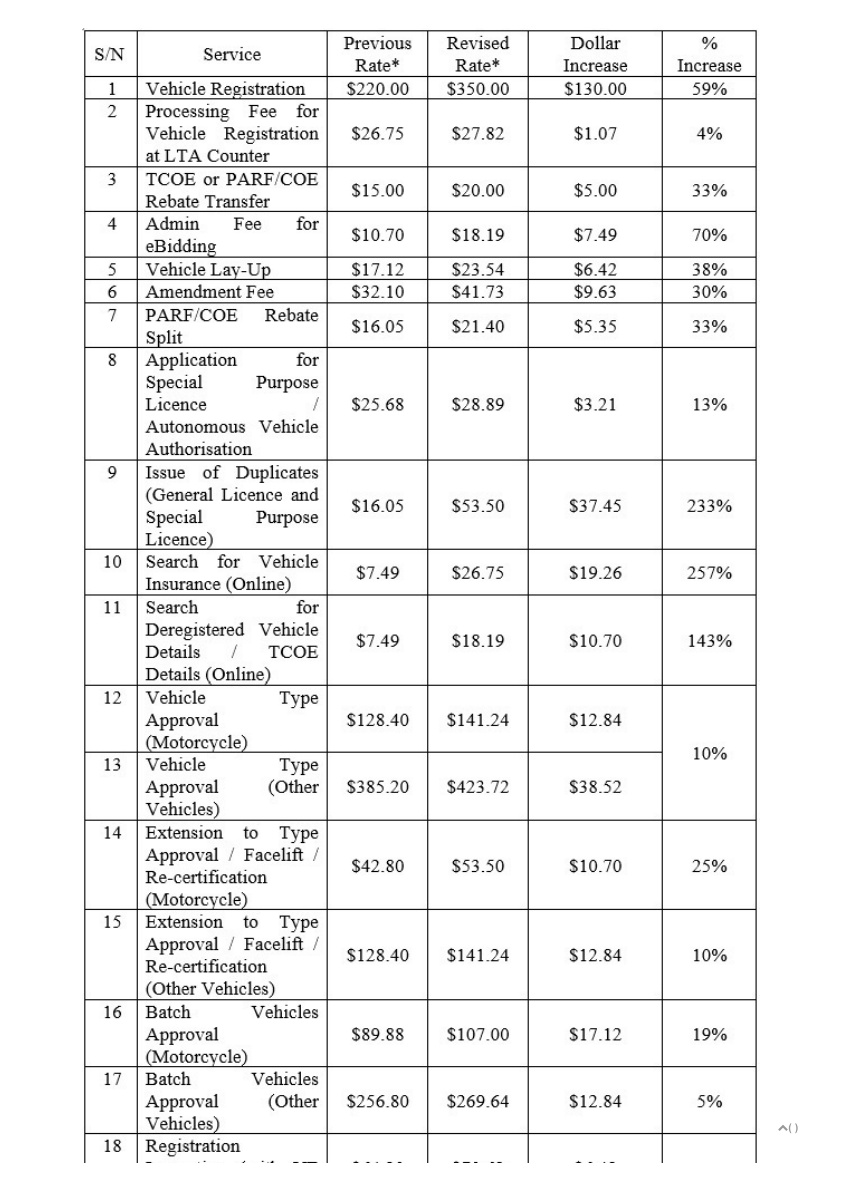 S/N Service Previous Rate* Revised Rate* Dollar Increase % Increase
1 Vehicle Registration $220.00 $350.00 $130.00 59%
2 Processing Fee for
Vehicle Registration $26.75 $27.82 $1.07 4%
at LTA Counter
3 TCOE or PARF/COE
Rebate Transfer $15.00 $20.00 $5.00 33%
4 Admin Fee for
eBidding $10.70 $18.19 $7.49 70%
5 Vehicle Lay-Up $17.12 $23.54 $6.42 38%
6 Amendment Fee $32.10 $41.73 $9.63 30%
7 PARF/COE Rebate
Split $16.05 $21.40 $5.35 33%
8 Application for
Special Purpose
Licence / $25.68 $28.89 $3.21 13%
Autonomous Vehicle
Authorisation
9 Issue of Duplicates
(General Licence and
Special Purpose $16.05 $53.50 $37.45 233%
Licence)
10 Search for Vehicle
Insurance (Online) $7.49 $26.75 $19.26 257%
11 Search for
Deregistered Vehicle
Details / TCOE $7.49 $18.19 $10.70 143%
Details (Online)
12 Vehicle Type
Approval $128.40 $141.24 $12.84 10%
(Motorcycle)
13 Vehicle Type
Approval (Other $385.20 $423.72 $38.52
Vehicles)
14 Extension to Type
Approval / Facelift /
Re-certification $42.80 $53.50 $10.70 25%
(Motorcycle)
15 Extension to Type
Approval / Facelift /
Re-certification $128.40 $141.24 $12.84 10%
(Other Vehicles)
16 Batch Vehicles
Approval $89.88 $107.00 $17.12 19%
(Motorcycle)
17 Batch Vehicles
Approval (Other $256.80 $269.64 $12.84 5%
Vehicles)
^()
18 Registration